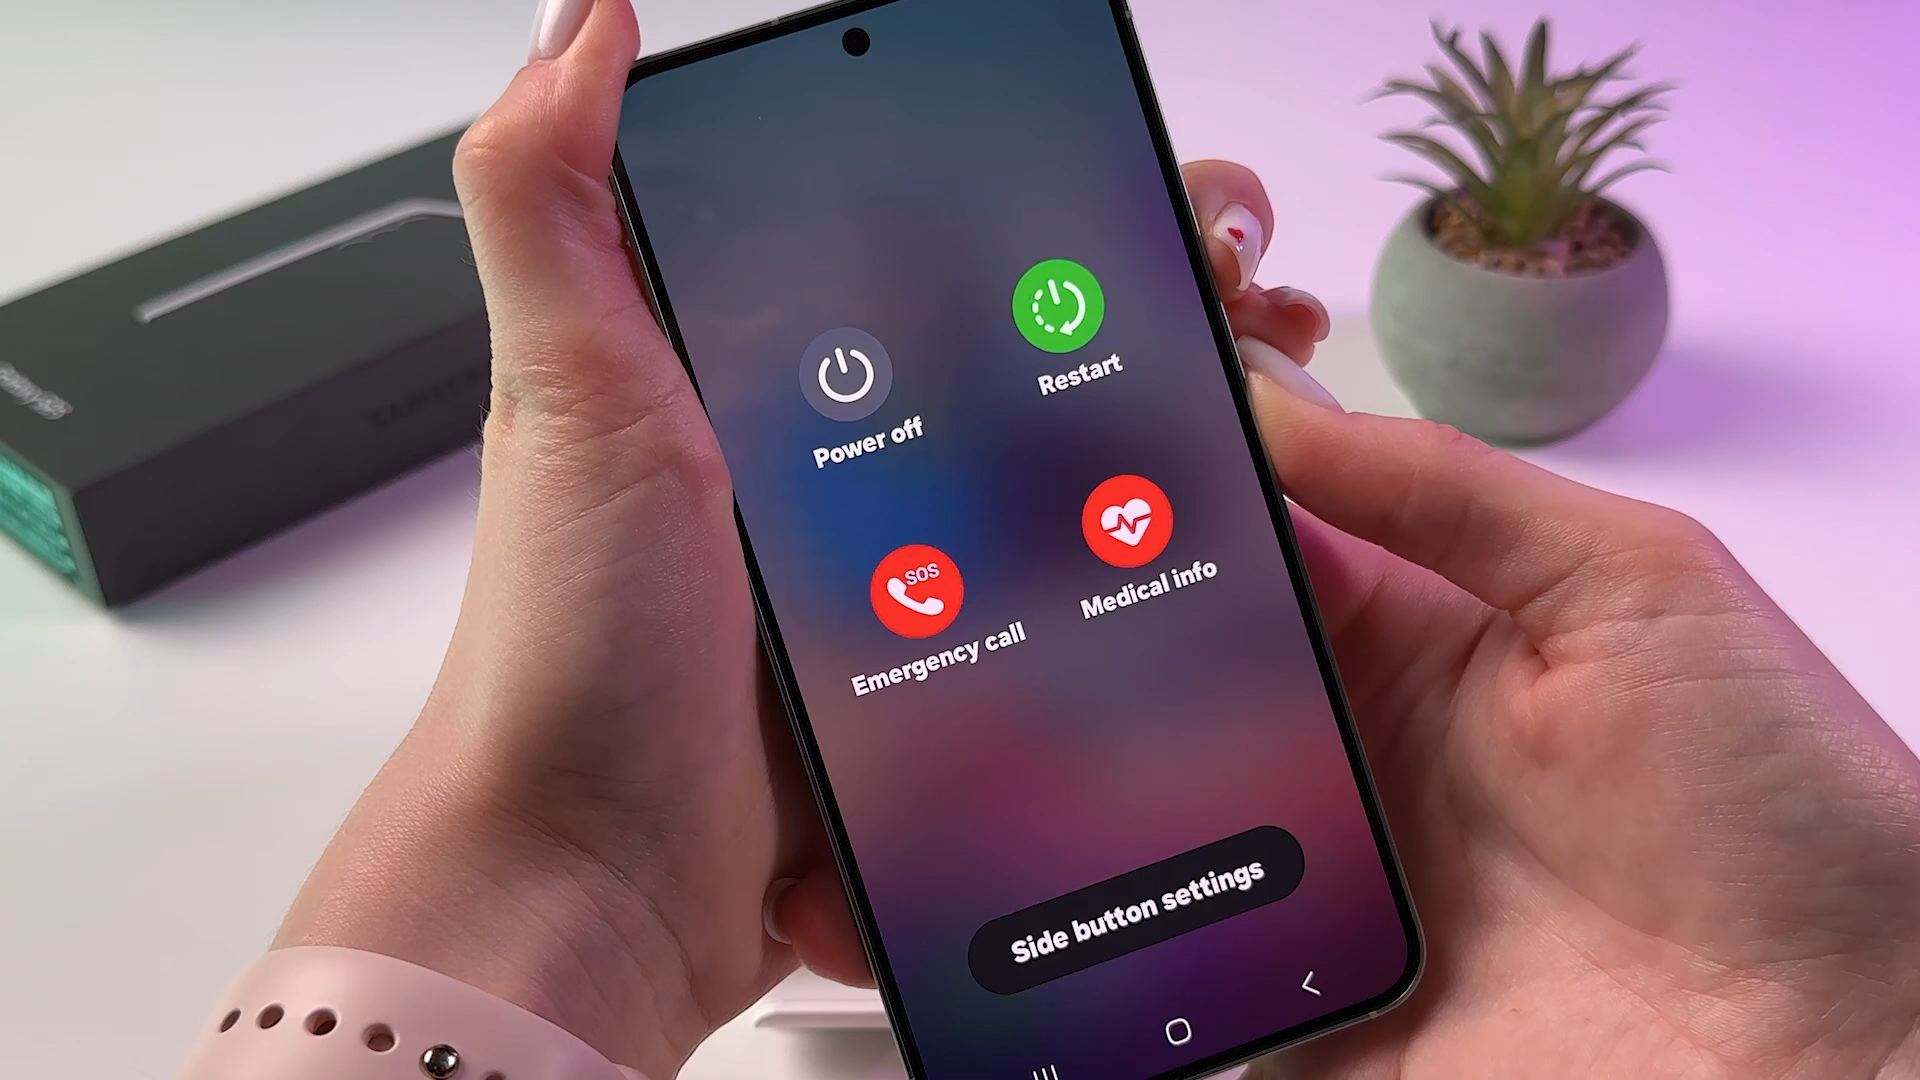 Power off
Restart
SOS
Emergency call
Medical info
Side button settings